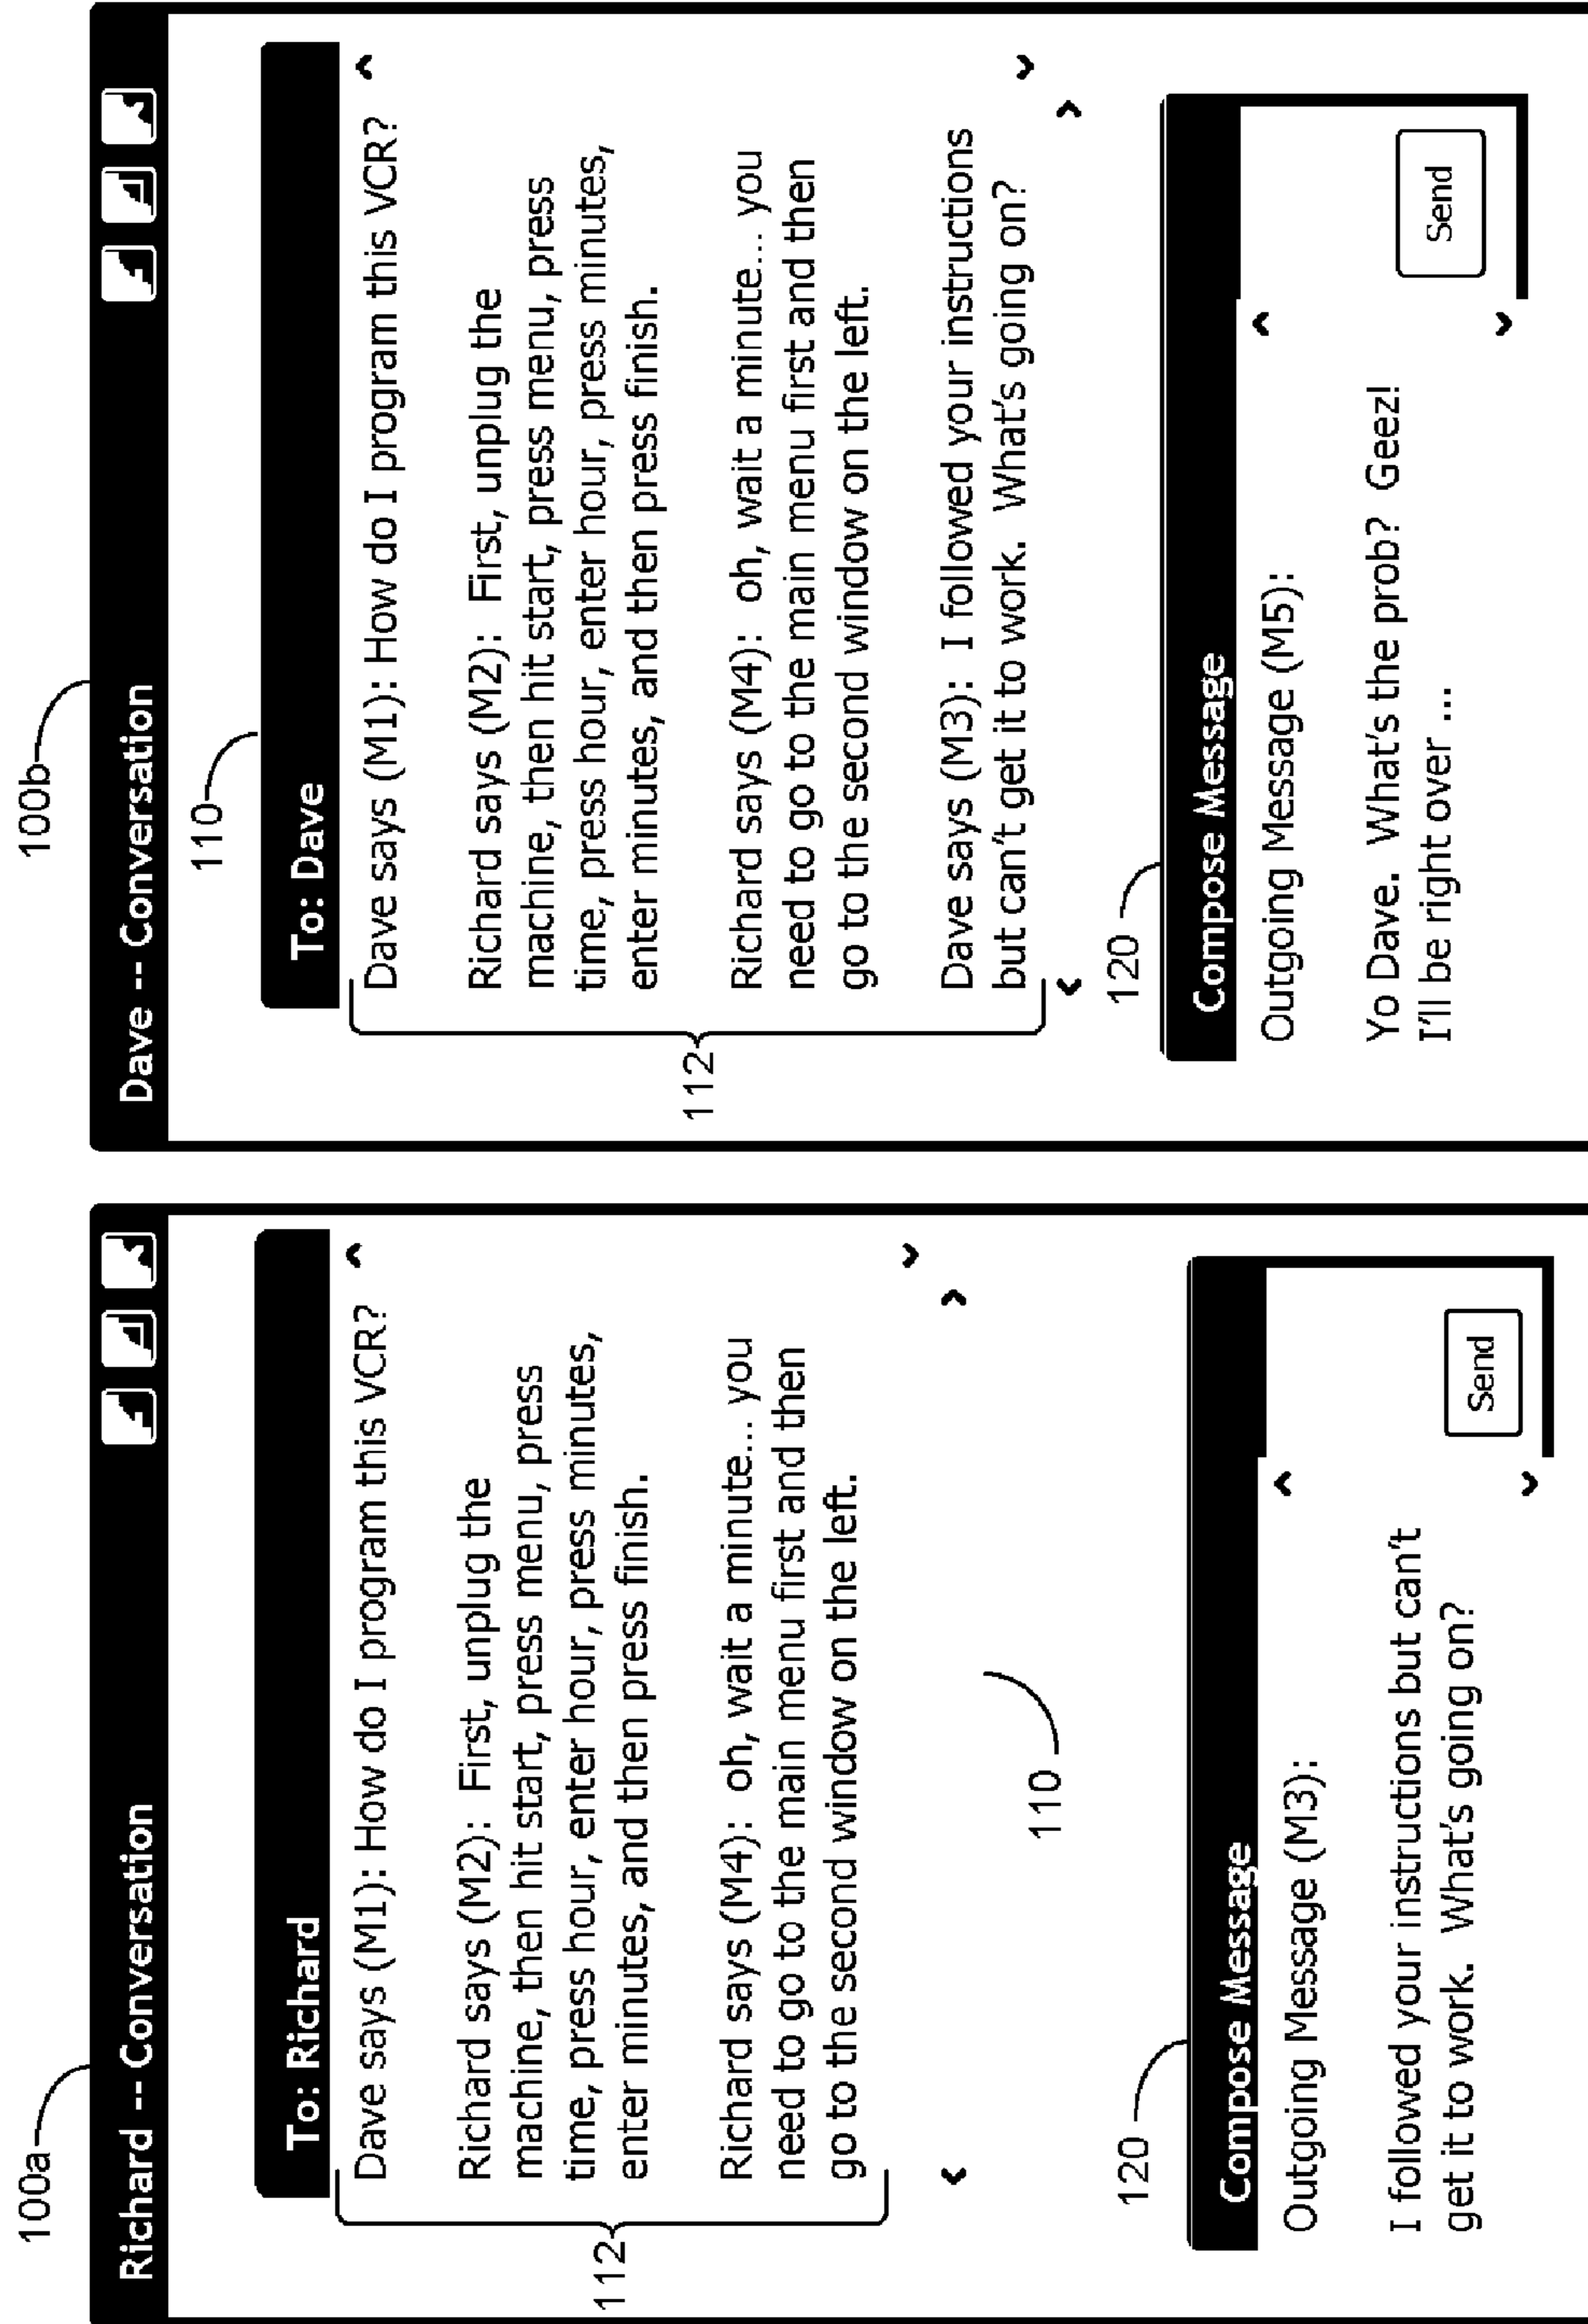 100a
Richard -- Conversation
To: Richard
Dave says (M1): How do I program this VCR?
Richard says (M2): First, unplug the
machine, then hit start, press menu, press
time, press hour, enter hour, press minutes,
enter minutes, and then press finish.
Richard says (M4): oh, wait a minute... you
need to go to the main menu first and then
go to the second window on the left.
112
110
120
Compose Message
Outgoing Message (M3):
I followed your instructions but can't
get it to work. What's going on?
Send
100b
Dave -- Conversation
110
To: Dave
Dave says (M1): How do I program this VCR?
Richard says (M2): First, unplug the
machine, then hit start, press menu, press
time, press hour, enter hour, press minutes,
enter minutes, and then press finish.
Richard says (M4): oh, wait a minute... you
need to go to the main menu first and then
go to the second window on the left.
Dave says (M3): I followed your instructions
but can't get it to work. What's going on?
112
120
Compose Message
Outgoing Message (M5):
Yo Dave. What's the prob? Geez!
I'll be right over ...
Send